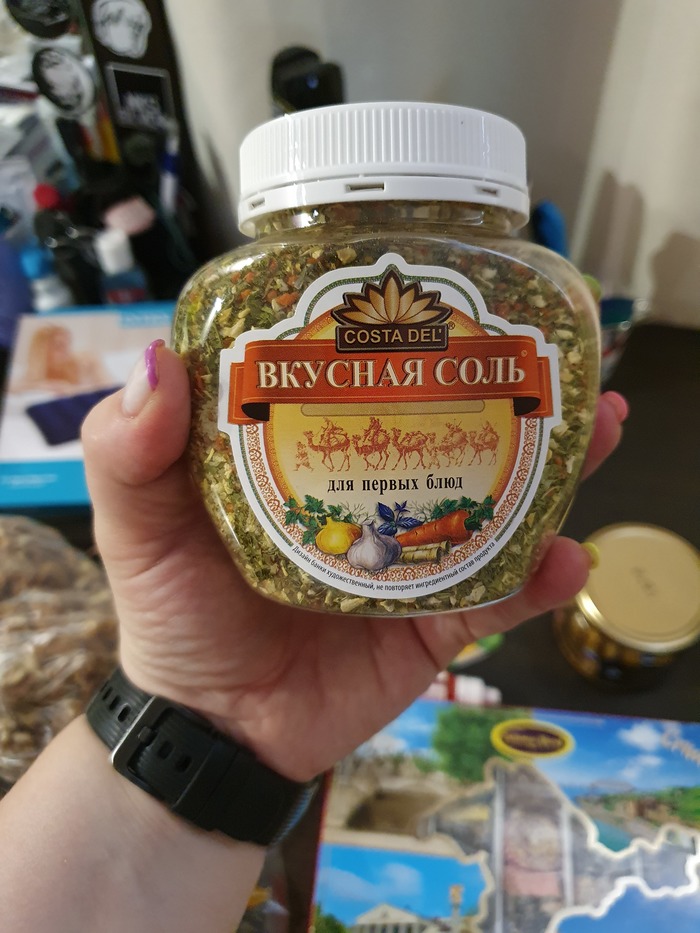 COSTA DEL'®
ВКУСНАЯ СОЛЬ®
для первых блюд
Дизайн банки художественный, не повторяет ингредиентный состав продукта